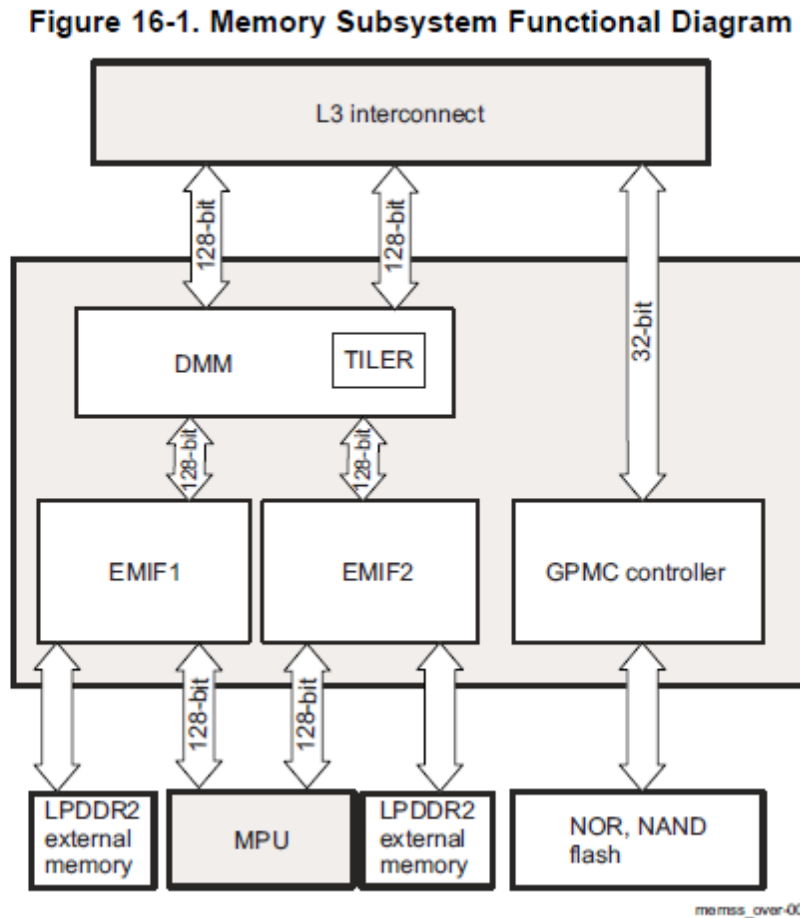 Figure 16-1. Memory Subsystem Functional Diagram
L3 interconnect
128-bit
128-bit
32-bit
DMM
TILER
128-bit
128-bit
EMIF1
EMIF2
GPMC controller
128-bit
128-bit
LPDDR2
external
memory
MPU
LPDDR2
external
memory
NOR, NAND
flash